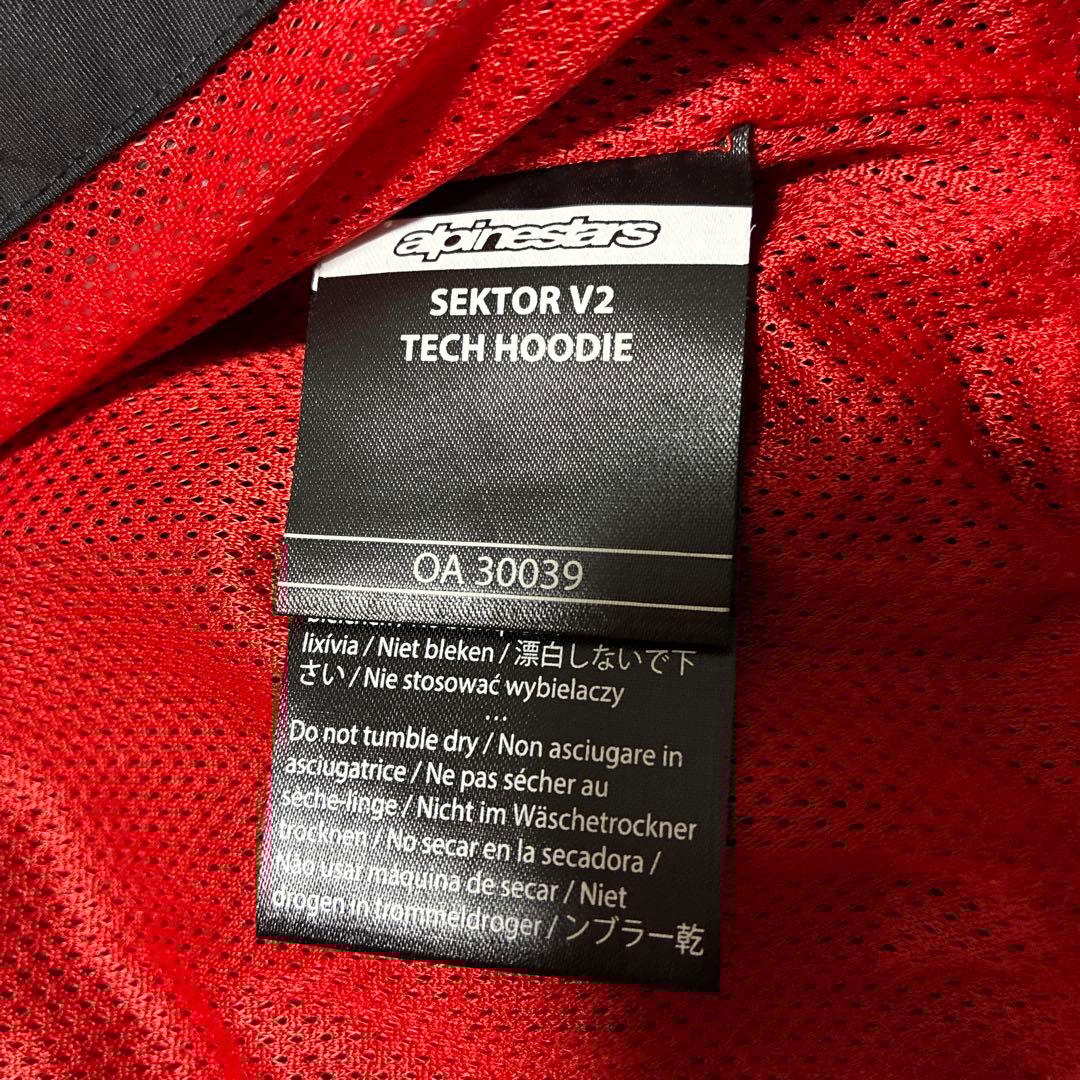 alpinestars
SEKTOR V2
TECH HOODIE
OA 30039
lixívia / Niet bleken / 漂白しないで下
さい / Nie stosować wybielaczy
...
Do not tumble dry / Non asciugare in
asciugatrice / Ne pas sécher au
sèche-linge / Nicht im Wäschetrockner
trocknen / No secar en la secadora /
Não usar maquina de secar / Niet
drogen in trommeldroger / ンブラー乾